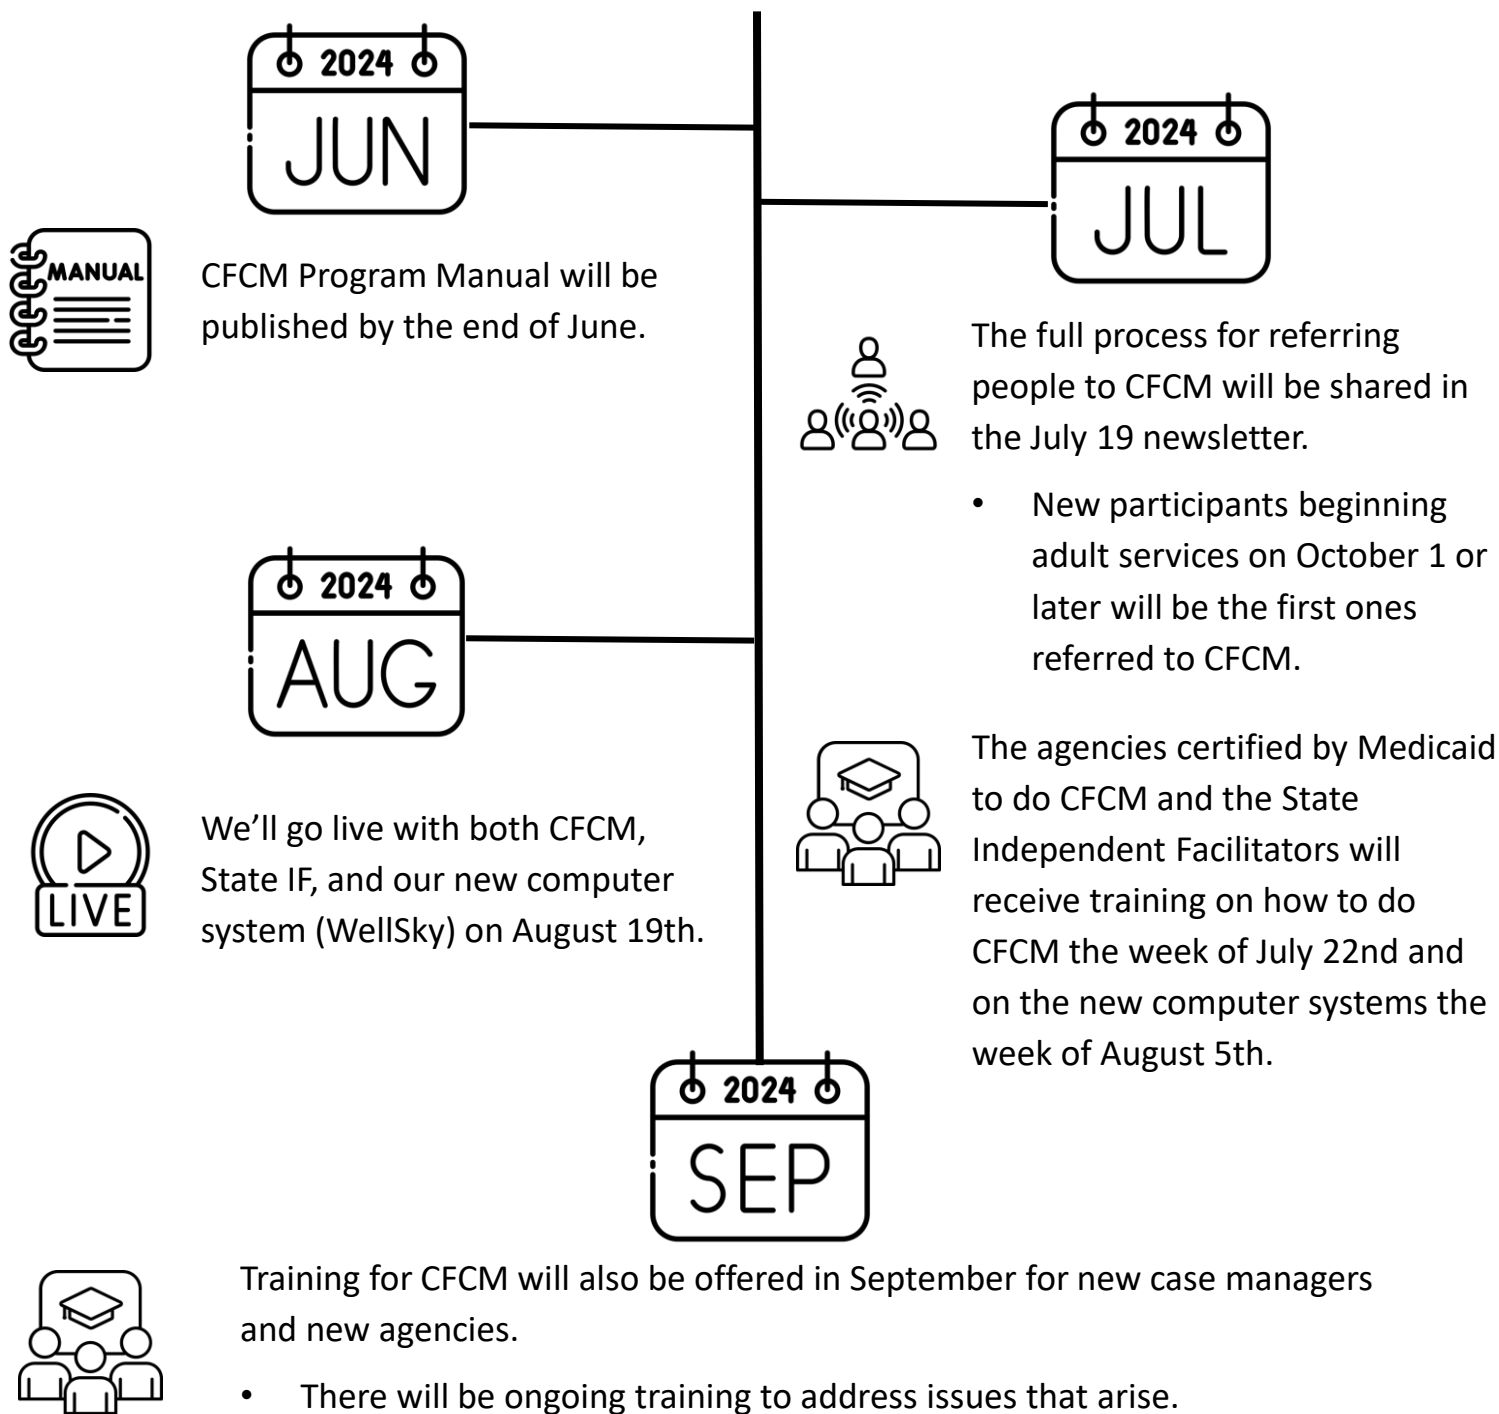 2024
JUN
MANUAL
CFCM Program Manual will be
published by the end of June.
2024
JUL
The full process for referring
people to CFCM will be shared in
the July 19 newsletter.
• New participants beginning
adult services on October 1 or
later will be the first ones
referred to CFCM.
The agencies certified by Medicaid
to do CFCM and the State
Independent Facilitators will
receive training on how to do
CFCM the week of July 22nd and
on the new computer systems the
week of August 5th.
2024
AUG
LIVE
We’ll go live with both CFCM,
State IF, and our new computer
system (WellSky) on August 19th.
2024
SEP
Training for CFCM will also be offered in September for new case managers
and new agencies.
• There will be ongoing training to address issues that arise.